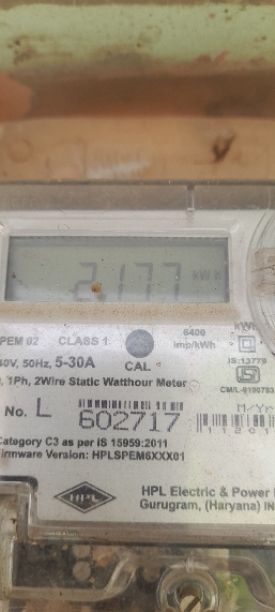 2177 kWh
PEM 02 CLASS 1
6400 imp/kWh
40V, 50Hz, 5-30A CAL
IS:13779
, 1Ph, 2Wire Static Watthour Meter
No. L 602717
Category C3 as per IS 15959:2011
irmware Version: HPLSPEM6XXX01
HPL
HPL Electric & Power
Gurugram, (Haryana) IN